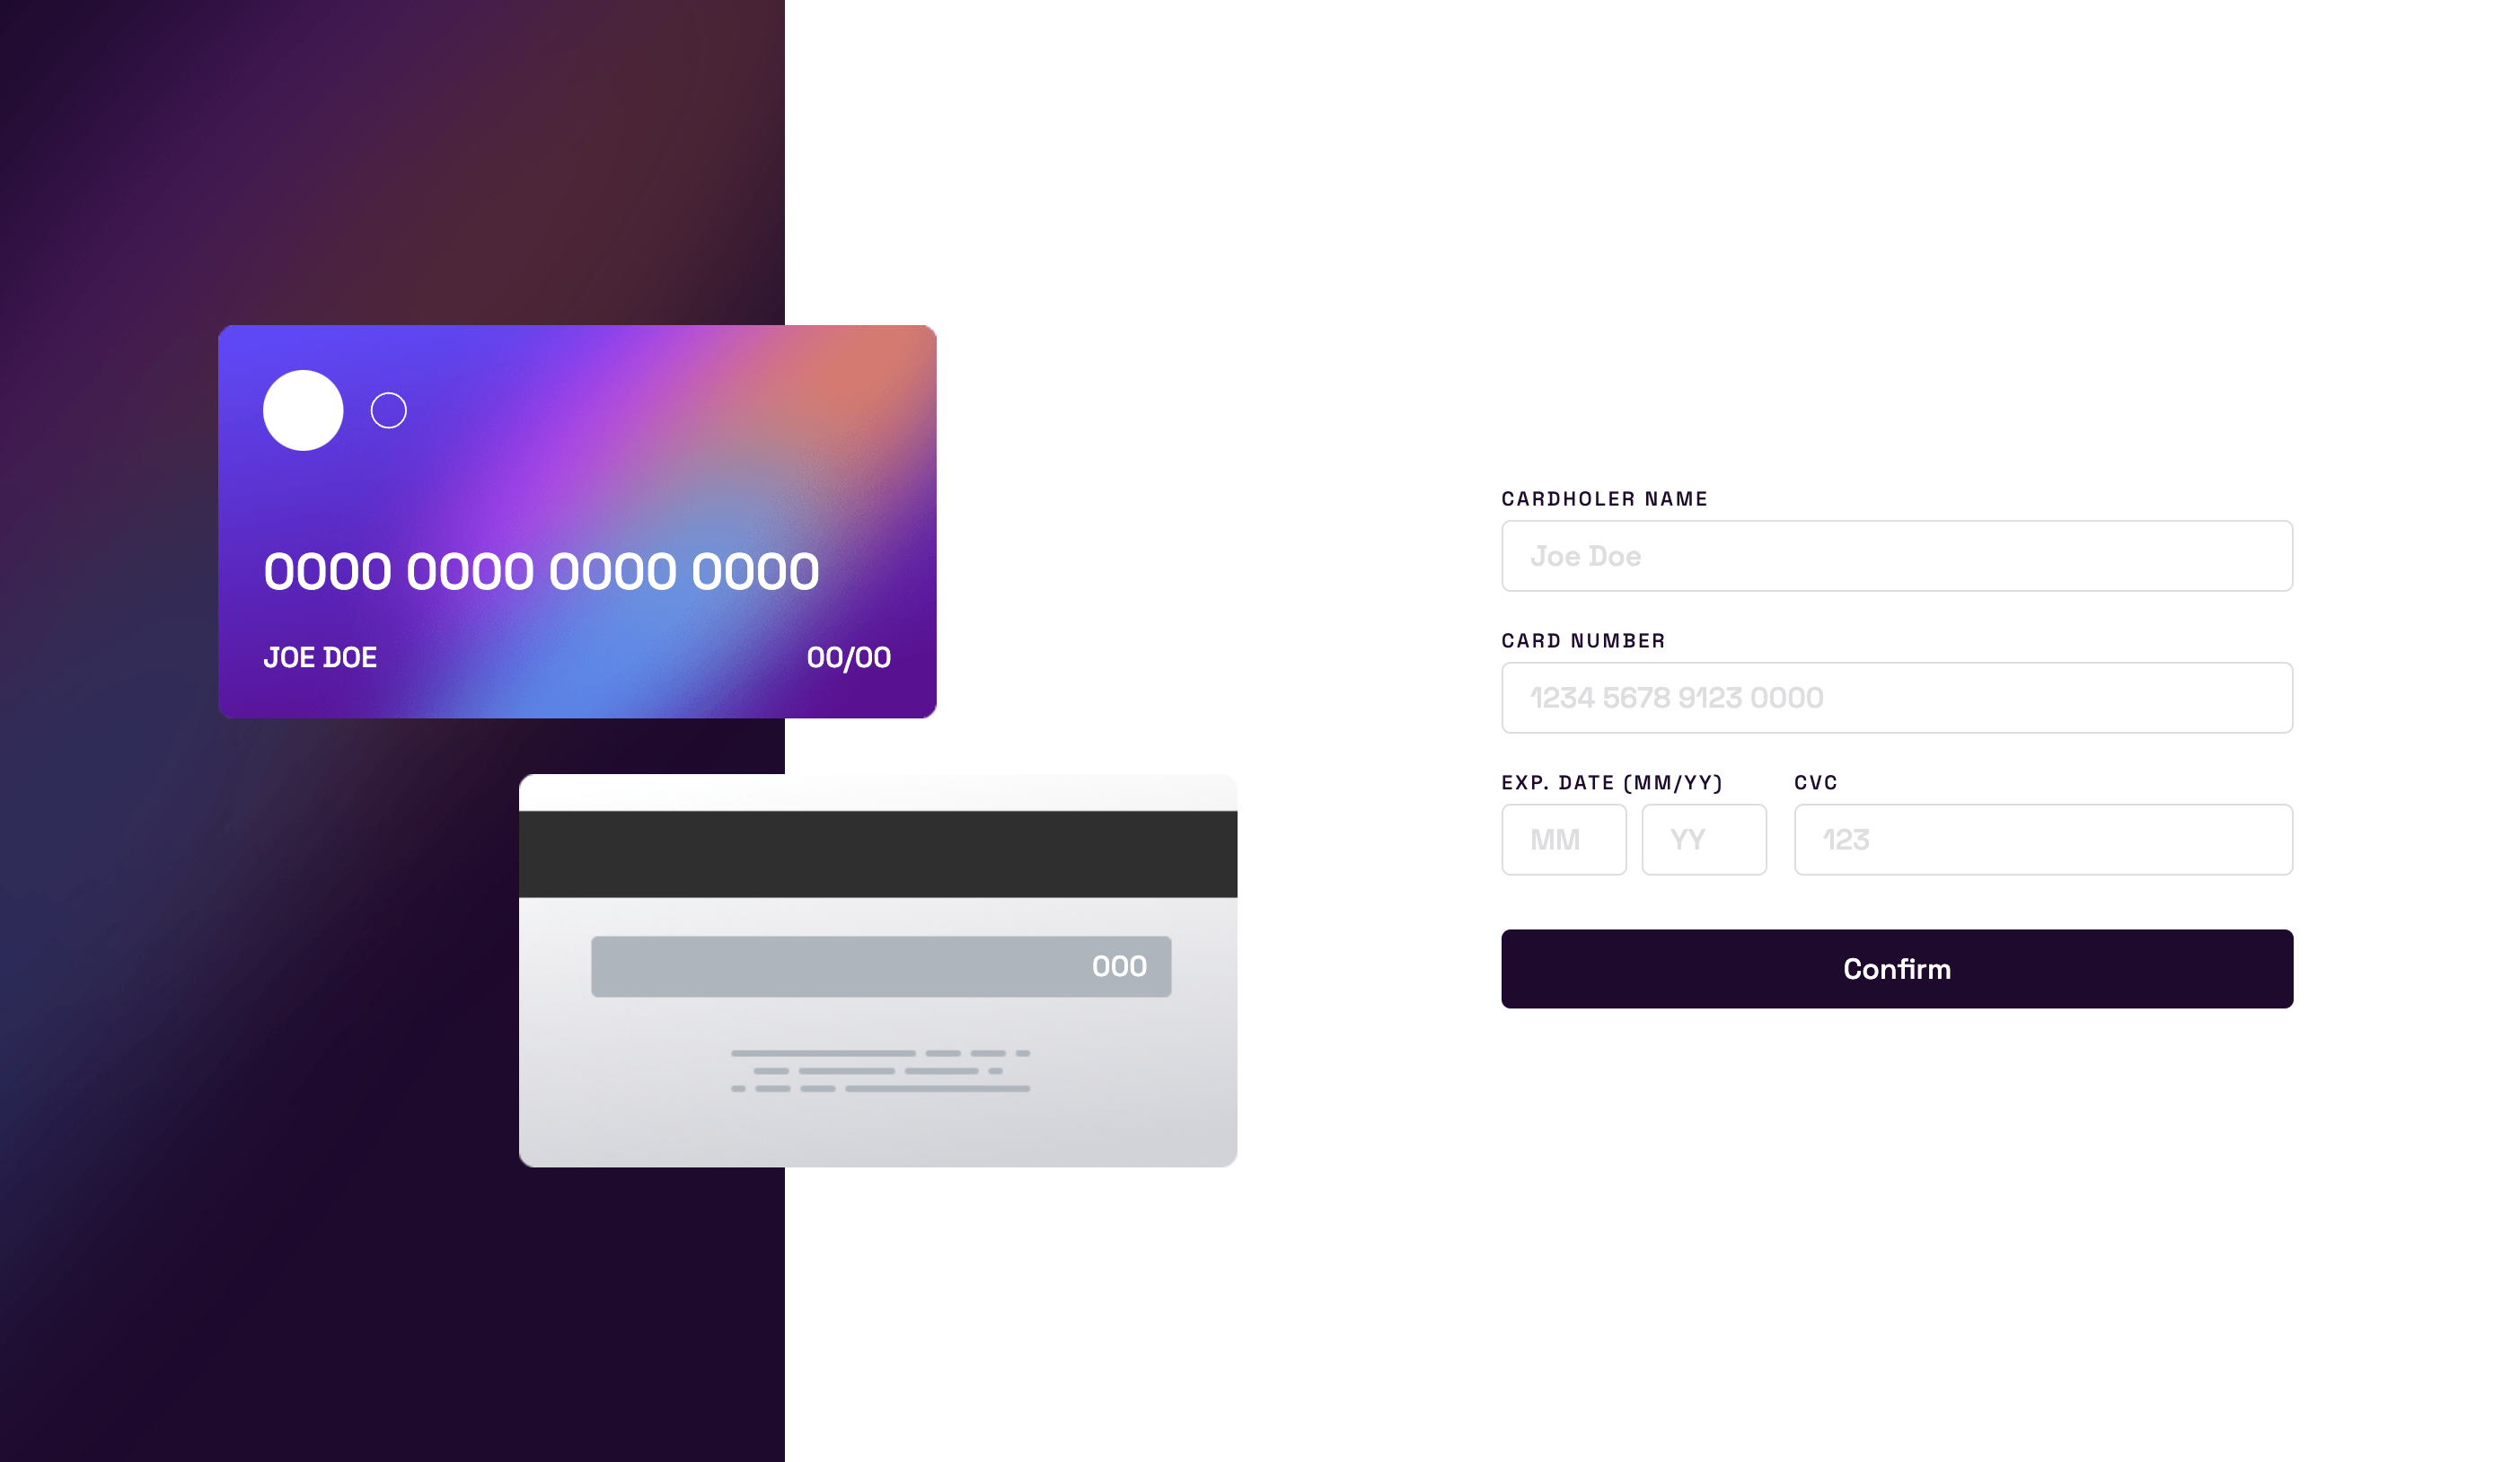 0000 0000 0000 0000
JOE DOE 00/00
000
CARDHOLER NAME
Joe Doe
CARD NUMBER
1234 5678 9123 0000
EXP. DATE (MM/YY) CVC
MM YY 123
Confirm